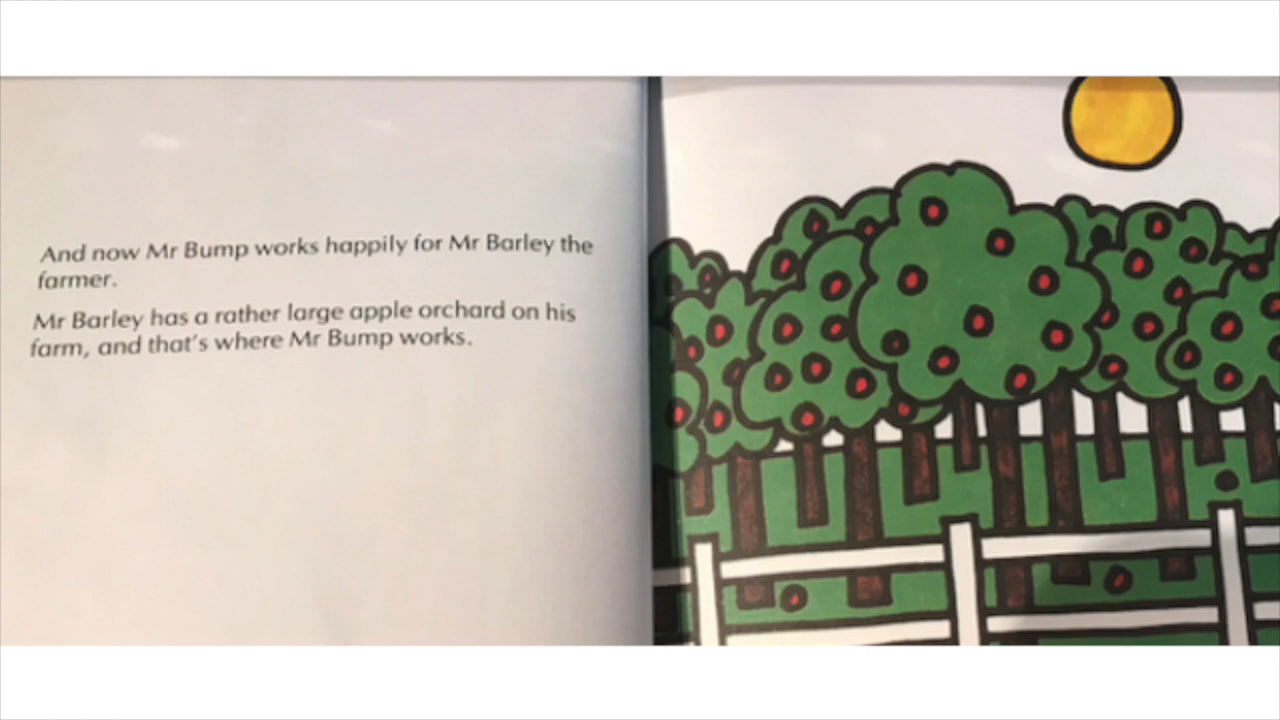 And now Mr Bump works happily for Mr Barley the
farmer.
Mr Barley has a rather large apple orchard on his
farm, and that's where Mr Bump works.